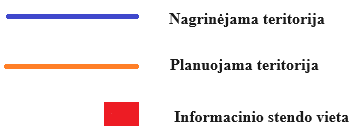 Nagrinėjama teritorija
Planuojama teritorija
Informacinio stendo vieta